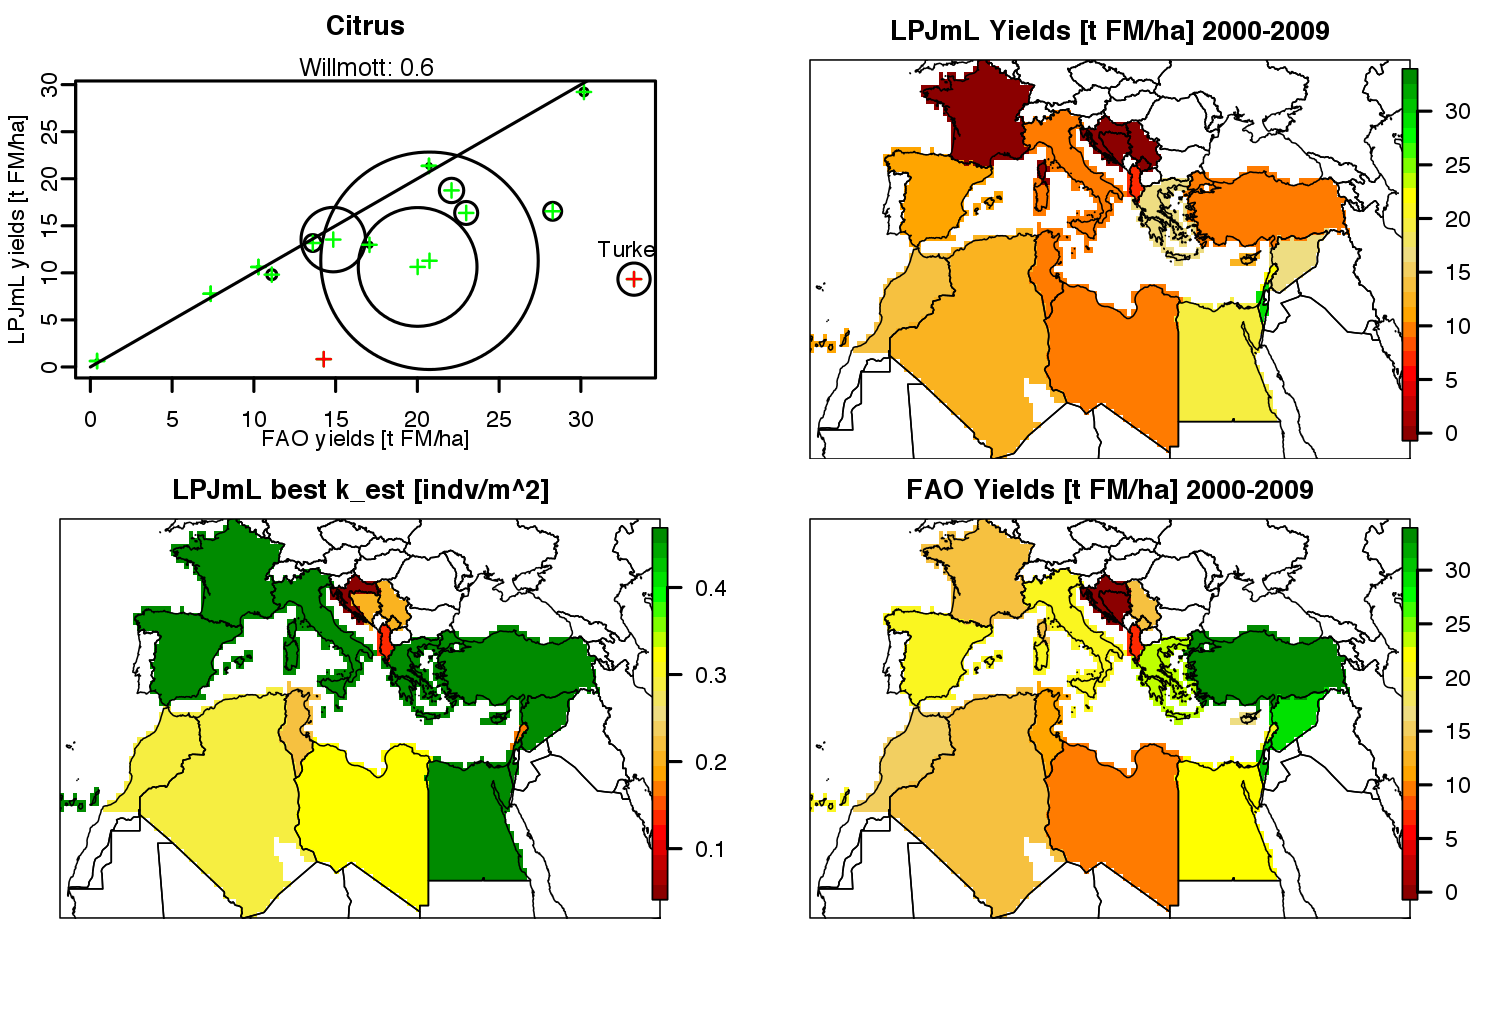 Citrus
Willmott: 0.6
LPJmL yields [t FM/ha]
30
25
20
15
10
5
0
Turke
0 5 10 15 20 25 30
FAO yields [t FM/ha]
LPJmL Yields [t FM/ha] 2000-2009
30
25
20
15
10
5
0
LPJmL best k_est [indv/m^2]
0.4
0.3
0.2
0.1
FAO Yields [t FM/ha] 2000-2009
30
25
20
15
10
5
0